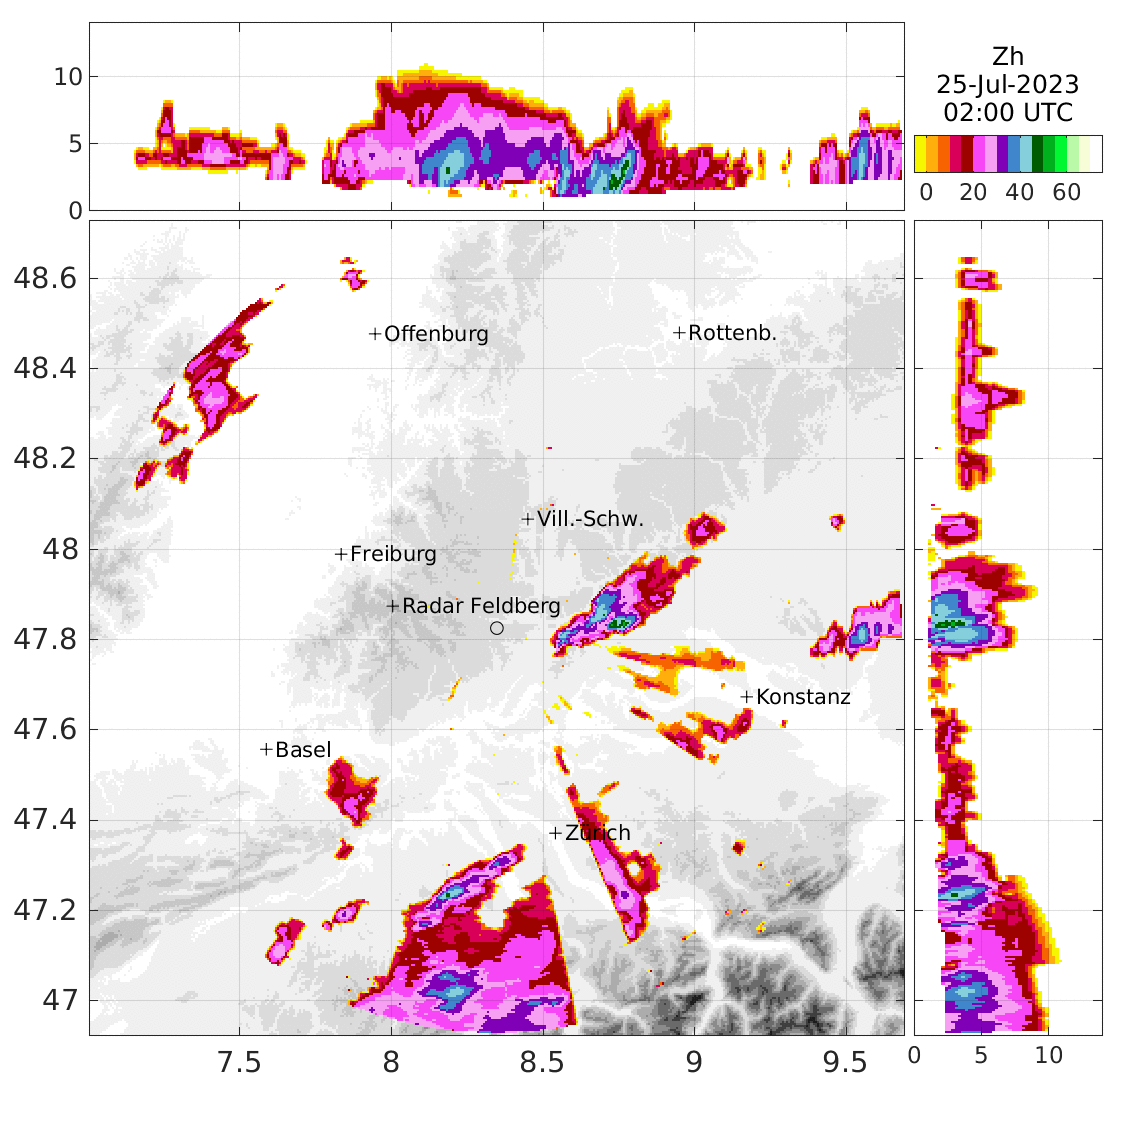 10
5
0
Zh
25-Jul-2023
02:00 UTC
0 20 40 60
48.6
48.4
48.2
48
47.8
47.6
47.4
47.2
47
+Offenburg
+Rottenb.
+Vill.-Schw.
+Freiburg
+Radar Feldberg
+Konstanz
+Basel
+Zürich
7.5 8 8.5 9 9.5
0 5 10